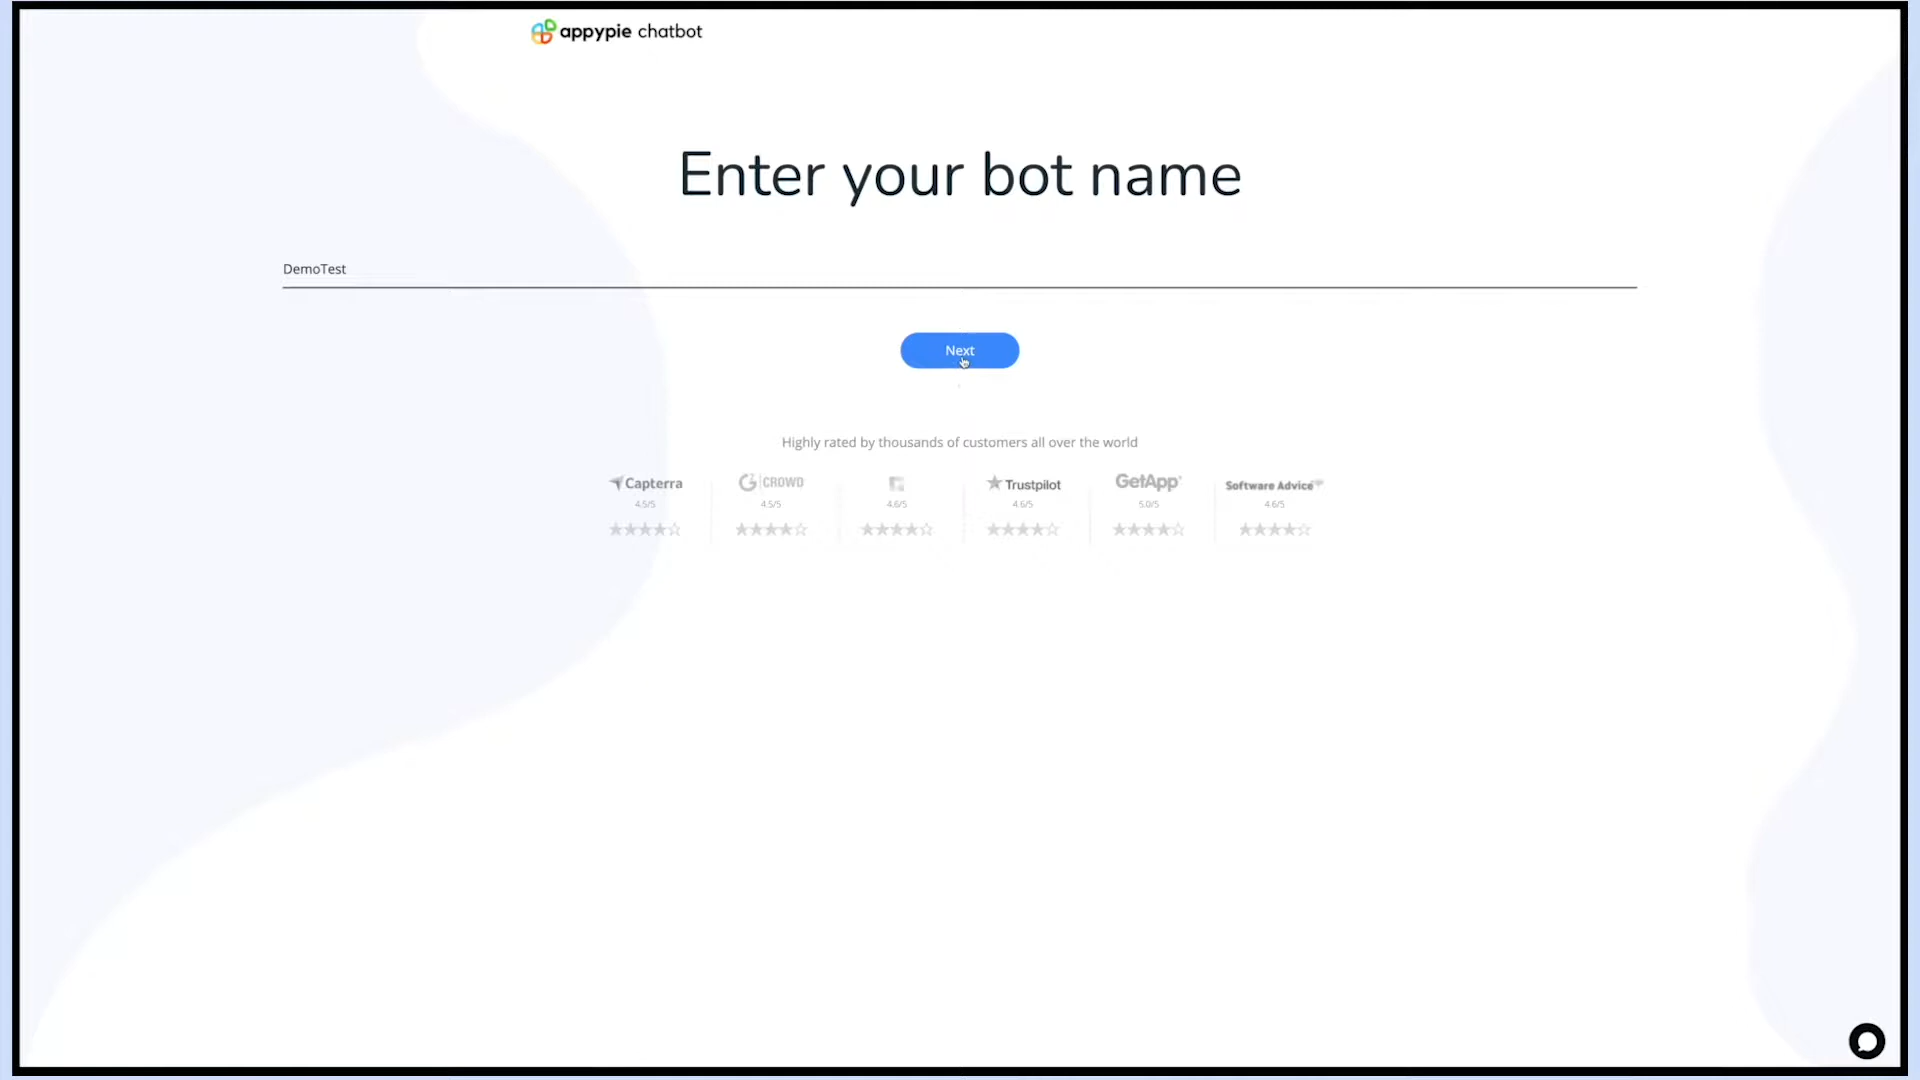 appypie chatbot
Enter your bot name
DemoTest
Next
Highly rated by thousands of customers all over the world
Capterra
4.5/5
G2 CROWD
4.5/5
4.6/5
Trustpilot
4.6/5
GetApp
5.0/5
Software Advice
4.6/5